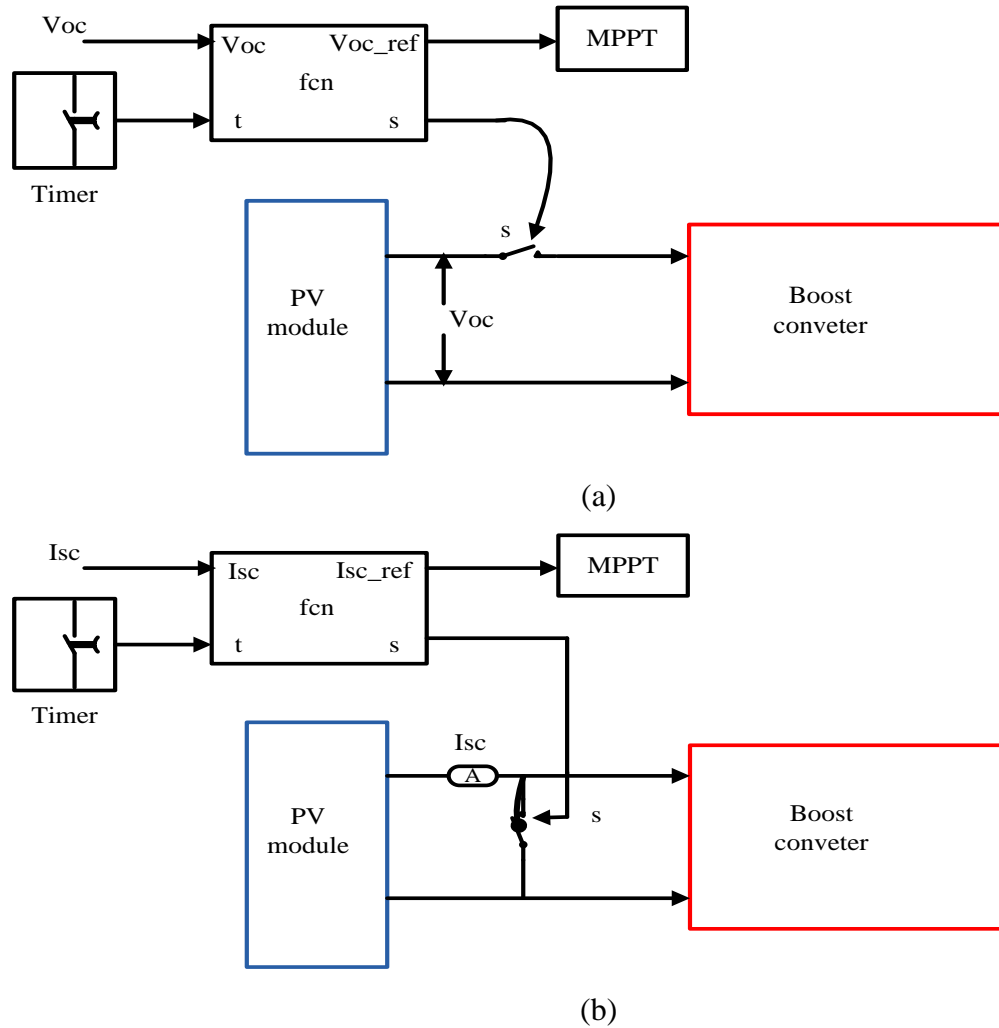 Voc
Voc Voc_ref
MPPT
fcn
t s
Timer
s
PV
module
Voc
Boost
conveter
(a)
Isc
Isc Isc_ref
MPPT
fcn
t s
Timer
Isc
A
s
PV
module
Boost
conveter
(b)